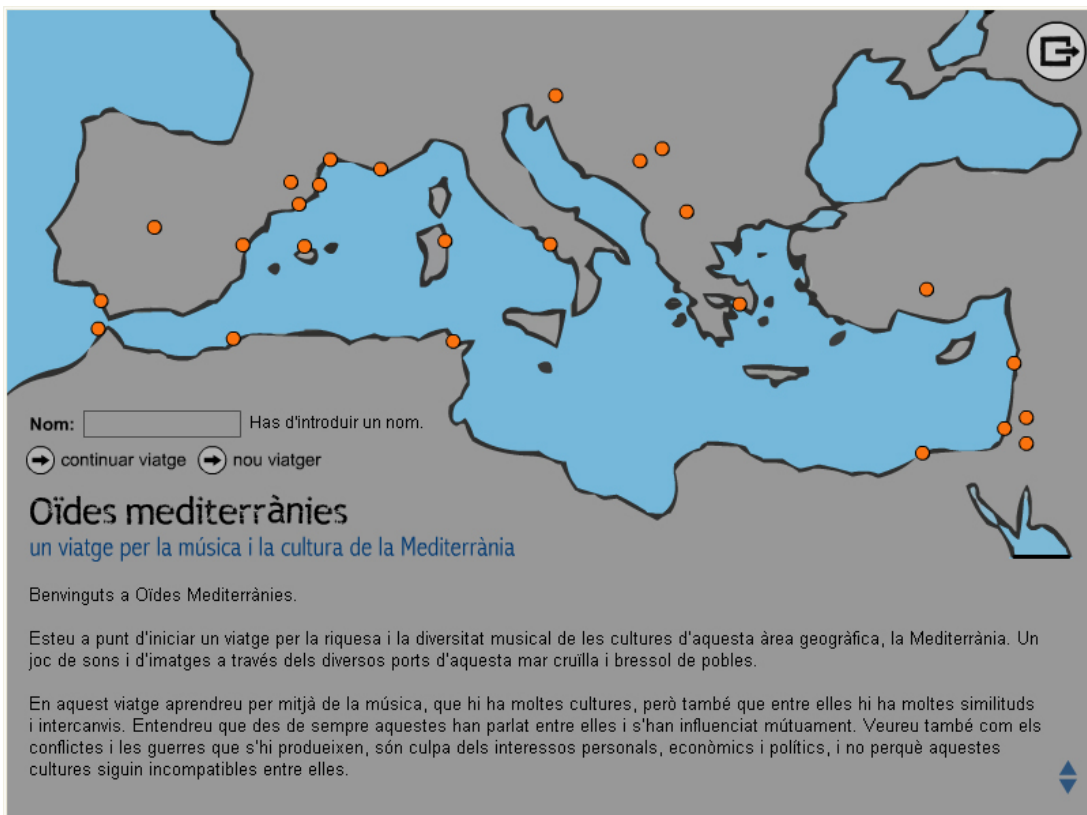 Nom: Has d'introduir un nom.
continuar viatge nou viatger
Oïdes mediterrànies
un viatge per la música i la cultura de la Mediterrània
Benvinguts a Oïdes Mediterrànies.
Esteu a punt d'iniciar un viatge per la riquesa i la diversitat musical de les cultures d'aquesta àrea geogràfica, la Mediterrània. Un
joc de sons i d'imatges a través dels diversos ports d'aquesta mar cruïlla i bressol de pobles.
En aquest viatge aprendreu per mitjà de la música, que hi ha moltes cultures, però també que entre elles hi ha moltes similituds
i intercanvis. Entendreu que des de sempre aquestes han parlat entre elles i s'han influenciat mútuament. Veureu també com els
conflictes i les guerres que s'hi produeixen, són culpa dels interessos personals, econòmics i polítics, i no perquè aquestes
cultures siguin incompatibles entre elles.